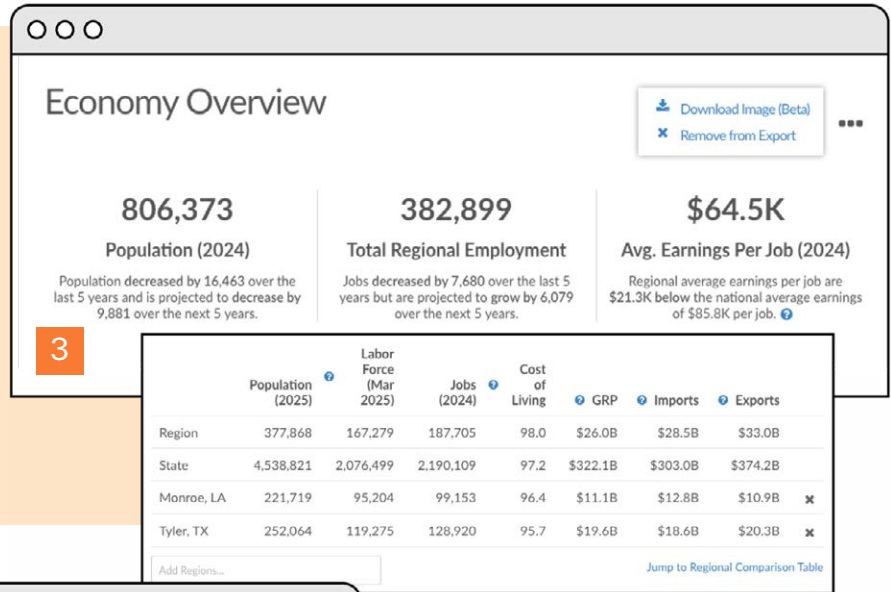 Economy Overview
Download Image (Beta)
Remove from Export
806,373
Population (2024)
Population decreased by 16,463 over the
last 5 years and is projected to decrease by
9,881 over the next 5 years.
382,899
Total Regional Employment
Jobs decreased by 7,680 over the last 5
years but are projected to grow by 6,079
over the next 5 years.
$64.5K
Avg. Earnings Per Job (2024)
Regional average earnings per job are
$21.3K below the national average earnings
of $85.8K per job.
3
Population (2025) Labor Force (Mar 2025) Jobs (2024) Cost of Living GRP Imports Exports
Region 377,868 167,279 187,705 98.0 $26.0B $28.5B $33.0B
State 4,538,821 2,076,499 2,190,109 97.2 $322.1B $303.0B $374.2B
Monroe, LA 221,719 95,204 99,153 96.4 $11.1B $12.8B $10.9B
Tyler, TX 252,064 119,275 128,920 95.7 $19.6B $18.6B $20.3B
Add Regions...
Jump to Regional Comparison Table